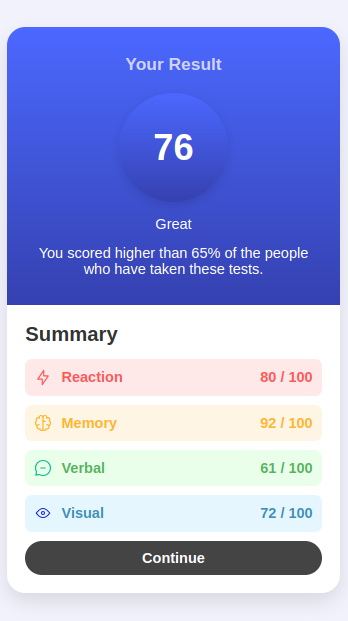 Your Result
76
Great
You scored higher than 65% of the people
who have taken these tests.
Summary
Reaction 80 / 100
Memory 92 / 100
Verbal 61 / 100
Visual 72 / 100
Continue